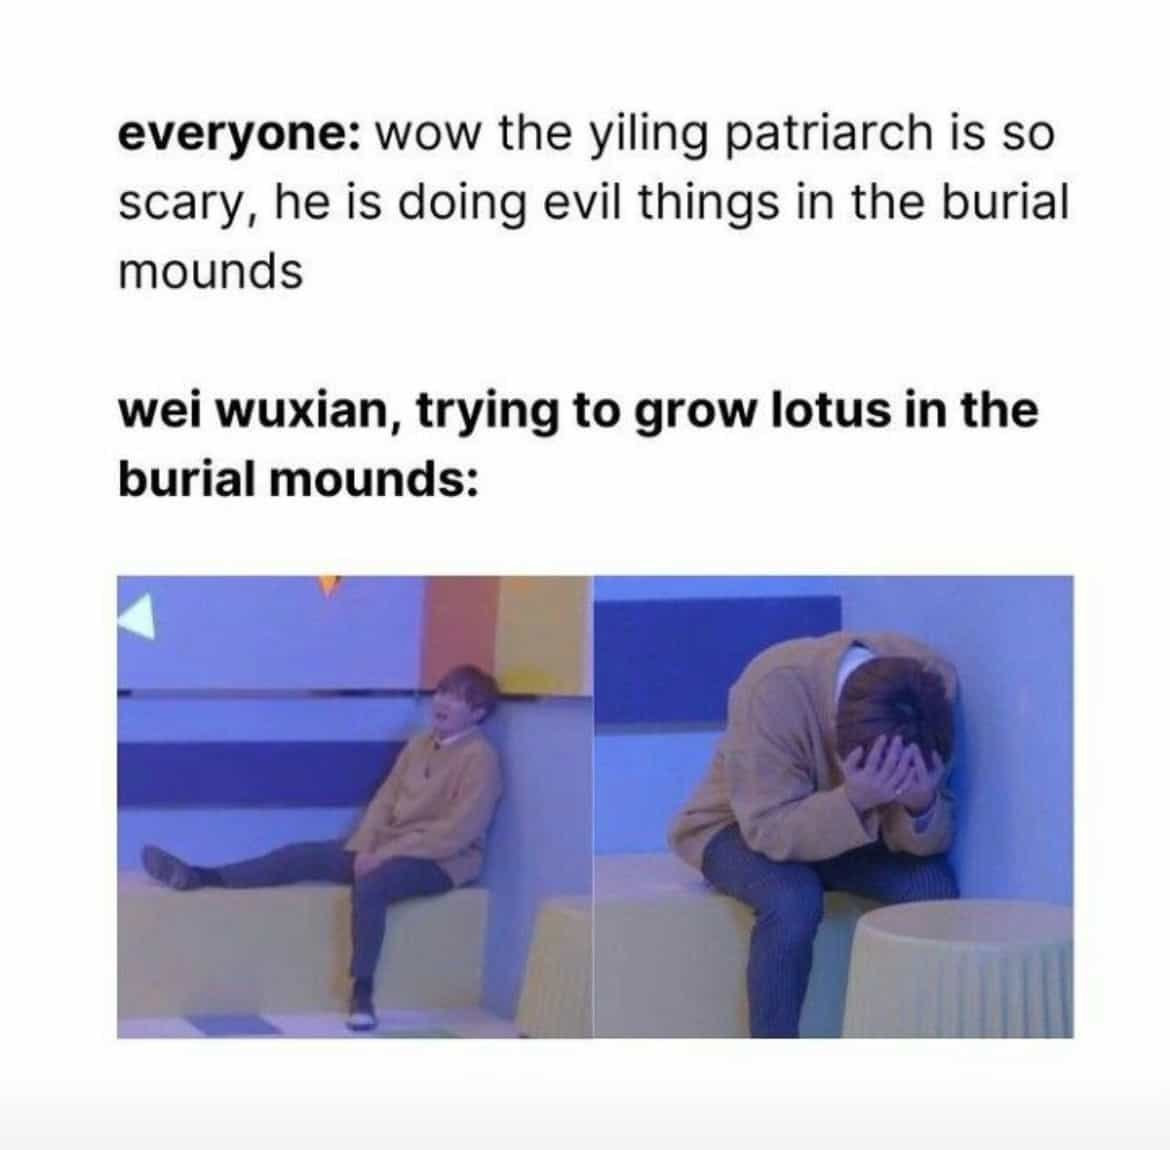 everyone: wow the yiling patriarch is so
scary, he is doing evil things in the burial
mounds
wei wuxian, trying to grow lotus in the
burial mounds: